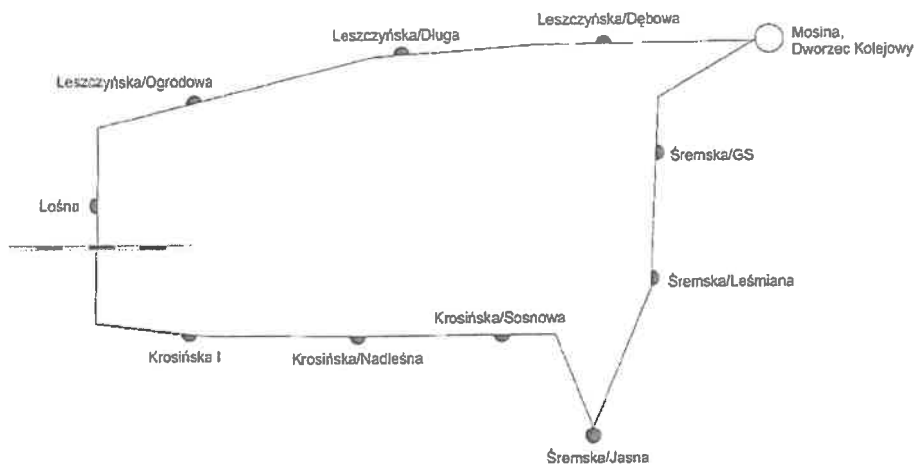 Leszczyńska/Dębowa
Mosina,
Dworzec Kolejowy
Leszczyńska/Długa
Leszczyńska/Ogrodowa
Śremska/GS
Łośna
Śremska/Leśmiana
Krosińska/Sosnowa
Krosińska I
Krosińska/Nadleśna
Śremska/Jasna